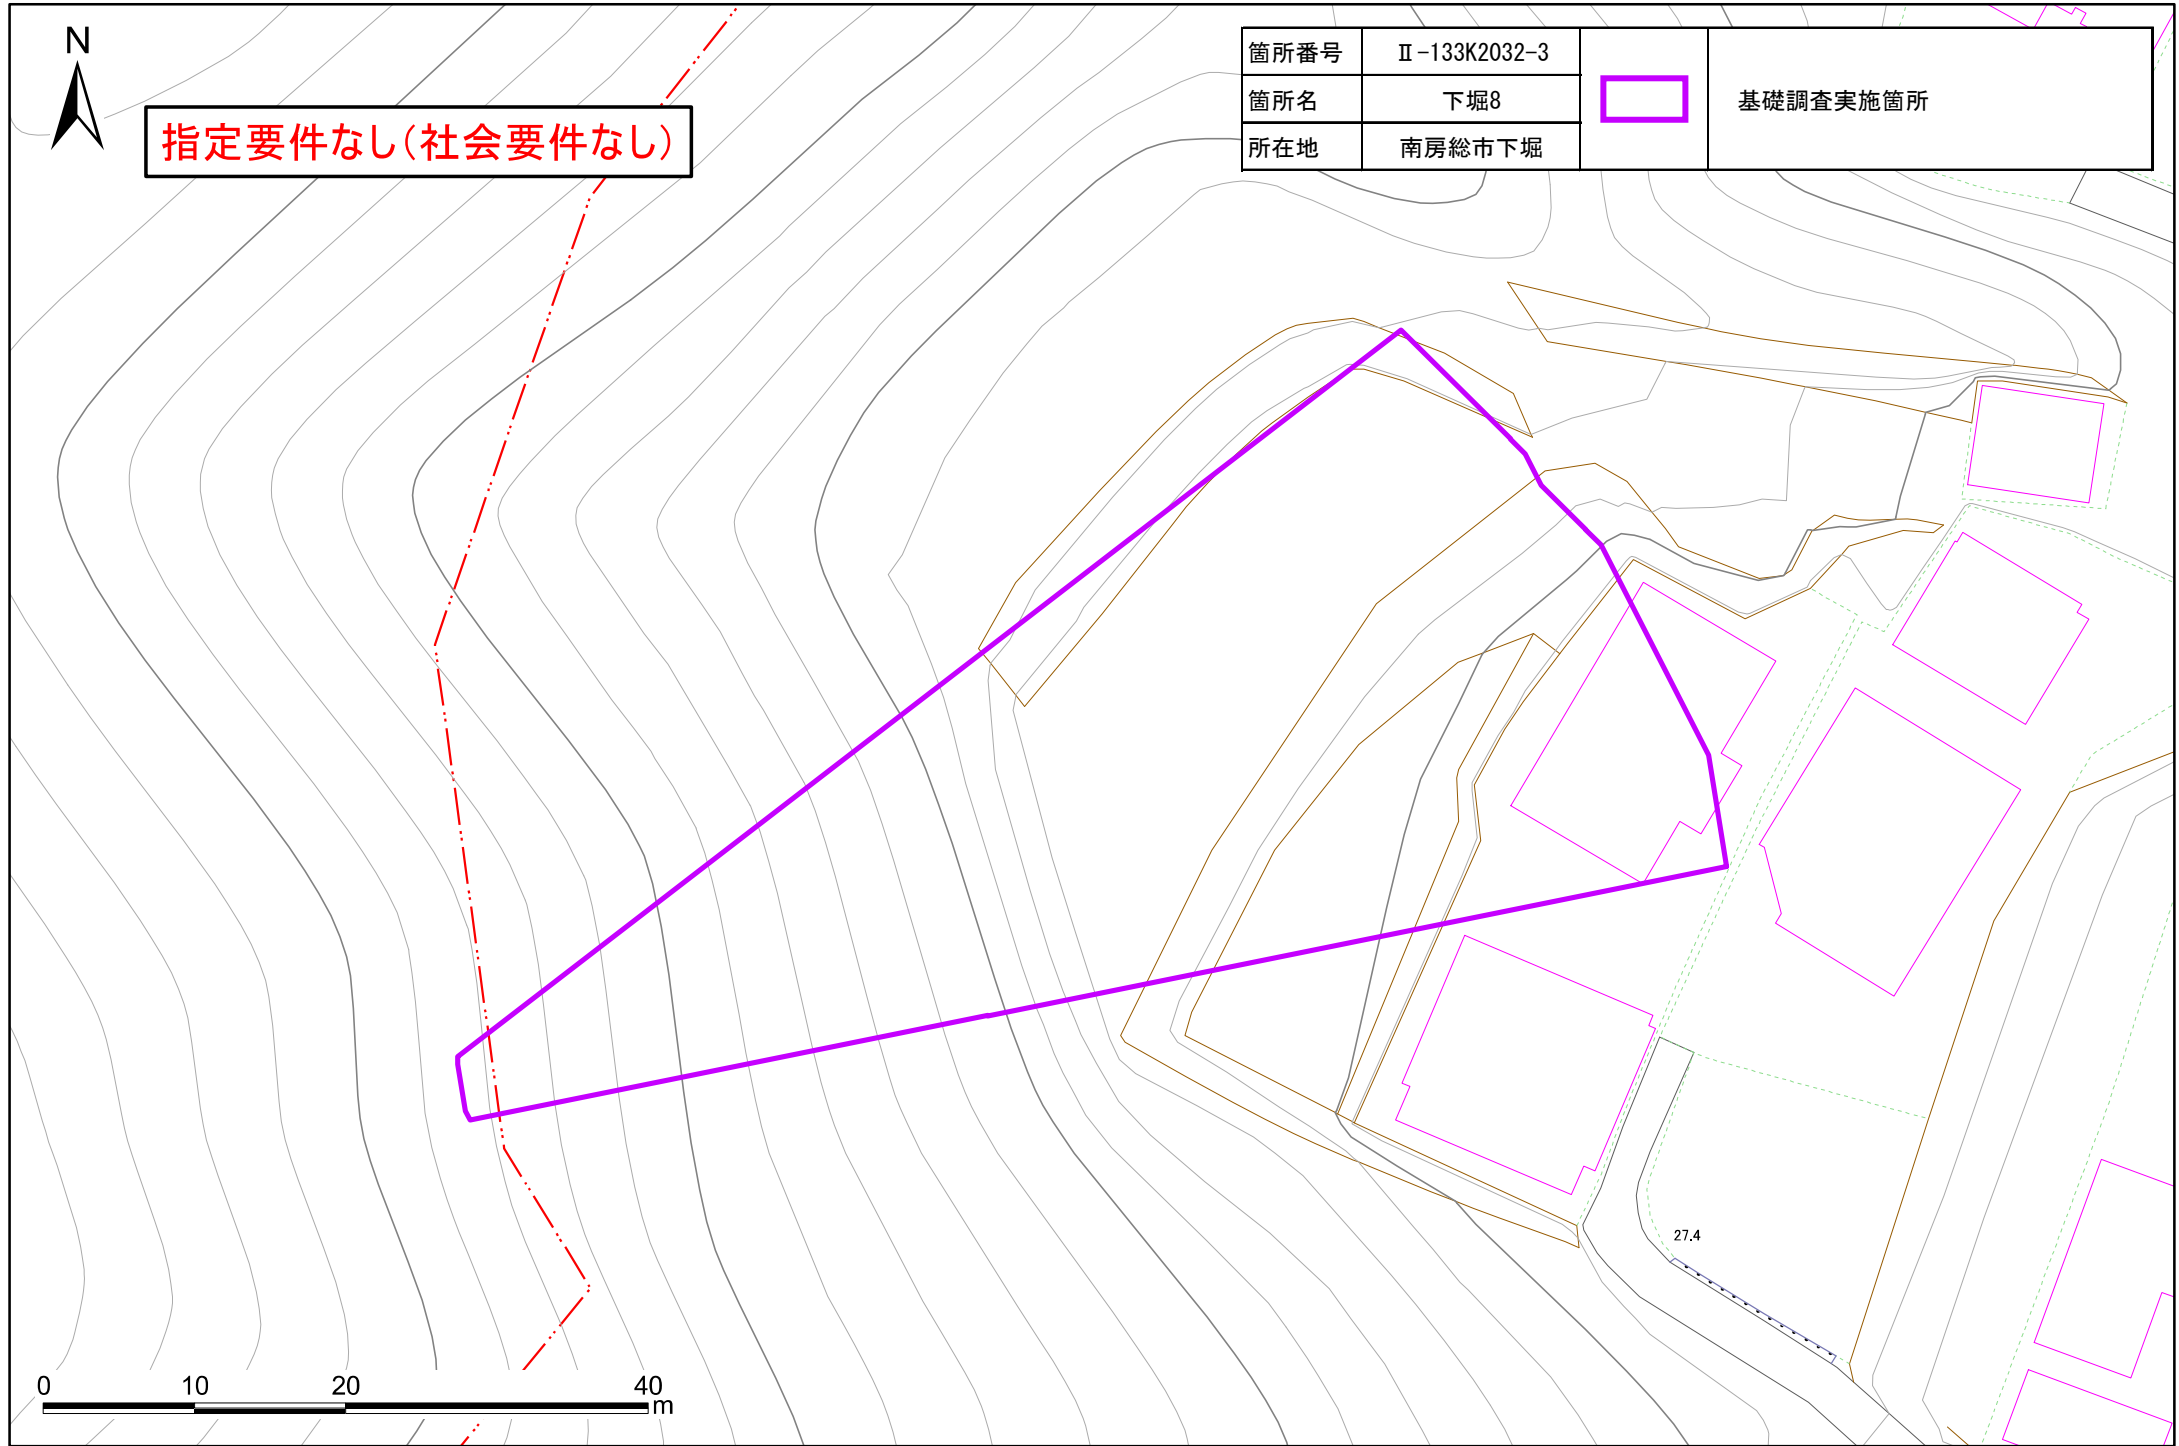 N
指定要件なし(社会要件なし)
箇所番号 Ⅱ-133K2032-3
箇所名 下堀8
所在地 南房総市下堀
基礎調査実施箇所
27.4
0 10 20 40
m